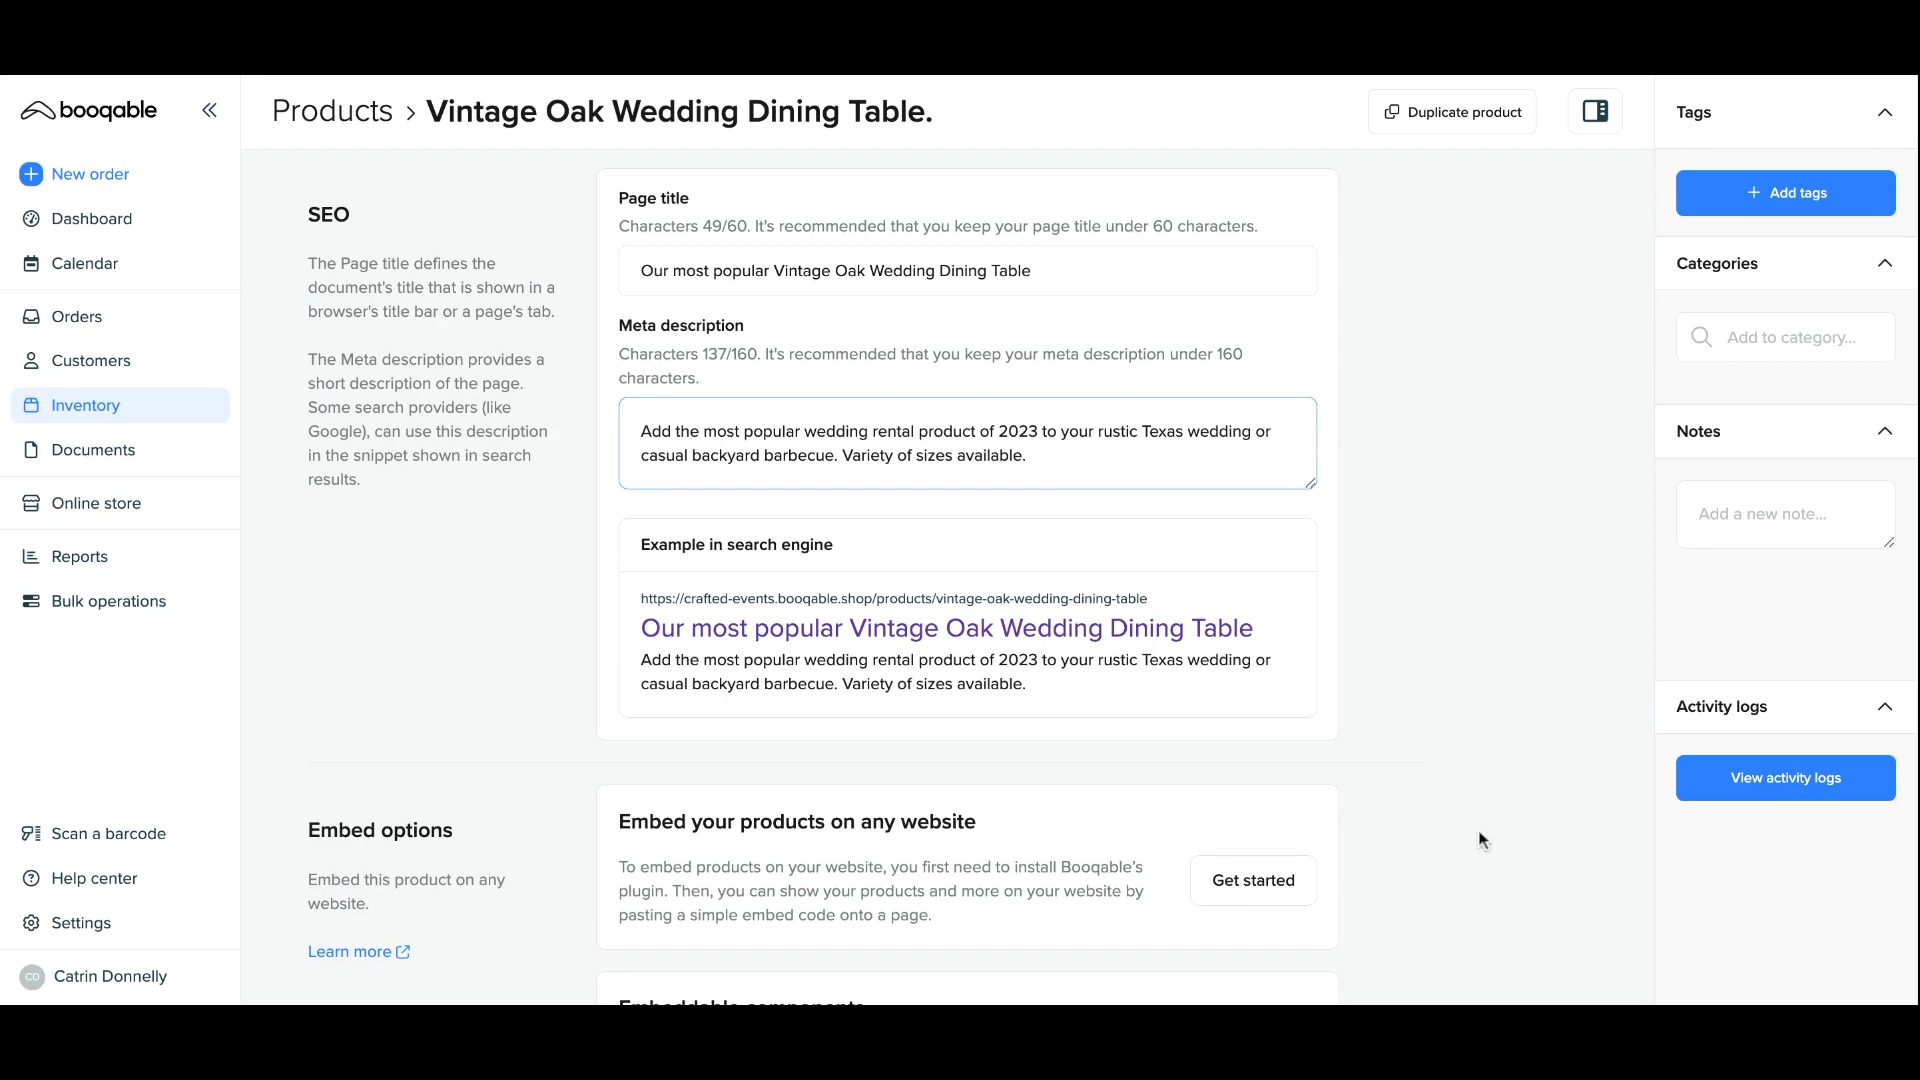 booqable
New order
Dashboard
Calendar
Orders
Customers
Inventory
Documents
Online store
Reports
Bulk operations
Scan a barcode
Help center
Settings
CD Catrin Donnelly
Products › Vintage Oak Wedding Dining Table.
Duplicate product
SEO
The Page title defines the
document's title that is shown in a
browser's title bar or a page's tab.
The Meta description provides a
short description of the page.
Some search providers (like
Google), can use this description
in the snippet shown in search
results.
Page title
Characters 49/60. It's recommended that you keep your page title under 60 characters.
Our most popular Vintage Oak Wedding Dining Table
Meta description
Characters 137/160. It's recommended that you keep your meta description under 160
characters.
Add the most popular wedding rental product of 2023 to your rustic Texas wedding or
casual backyard barbecue. Variety of sizes available.
Example in search engine
https://crafted-events.booqable.shop/products/vintage-oak-wedding-dining-table
Our most popular Vintage Oak Wedding Dining Table
Add the most popular wedding rental product of 2023 to your rustic Texas wedding or
casual backyard barbecue. Variety of sizes available.
Embed options
Embed this product on any
website.
Learn more
Embed your products on any website
To embed products on your website, you first need to install Booqable's
plugin. Then, you can show your products and more on your website by
pasting a simple embed code onto a page.
Get started
Embeddable components
Tags
+ Add tags
Categories
Add to category...
Notes
Add a new note...
Activity logs
View activity logs